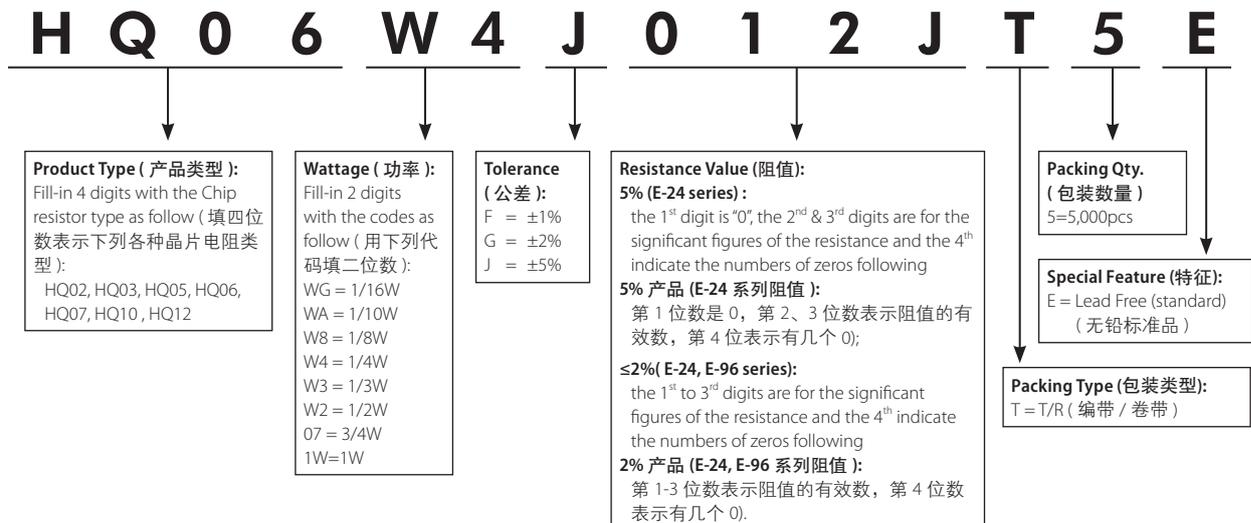 H Q 0 6 W 4 J 0 1 2 J T 5 E
Product Type ( 产品类型 ):
Fill-in 4 digits with the Chip
resistor type as follow ( 填四位
数表示下列各种晶片电阻类
型 ):
HQ02, HQ03, HQ05, HQ06,
HQ07, HQ10 , HQ12
Wattage ( 功率 ):
Fill-in 2 digits
with the codes as
follow ( 用下列代
码填二位数 ):
WG = 1/16W
WA = 1/10W
W8 = 1/8W
W4 = 1/4W
W3 = 1/3W
W2 = 1/2W
07 = 3/4W
1W=1W
Tolerance
( 公差 ):
F = ±1%
G = ±2%
J = ±5%
Resistance Value (阻值):
5% (E-24 series) :
the 1st digit is “0”, the 2nd & 3rd digits are for the
significant figures of the resistance and the 4th
indicate the numbers of zeros following
5% 产品 (E-24 系列阻值 ):
第 1 位数是 0，第 2、3 位数表示阻值的有
效数，第 4 位表示有几个 0);
≤2%( E-24, E-96 series):
the 1st to 3rd digits are for the significant
figures of the resistance and the 4th indicate
the numbers of zeros following
2% 产品 (E-24, E-96 系列阻值 ):
第 1-3 位数表示阻值的有效数，第 4 位数
表示有几个 0).
Packing Qty.
( 包装数量 )
5=5,000pcs
Special Feature (特征):
E = Lead Free (standard)
( 无铅标准品 )
Packing Type (包装类型):
T = T/R ( 编带 / 卷带 )